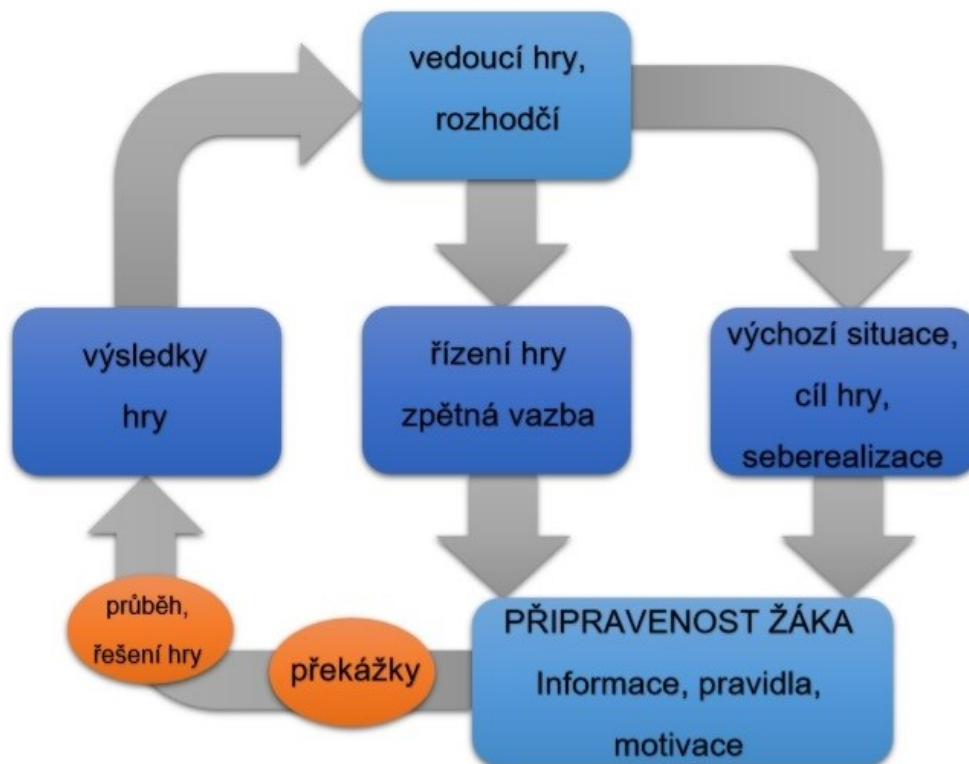 vedoucí hry,
rozhodčí
výsledky
hry
řízení hry
zpětná vazba
výchozí situace,
cíl hry,
seberealizace
průběh,
řešení hry
překážky
PŘIPRAVENOST ŽÁKA
Informace, pravidla,
motivace